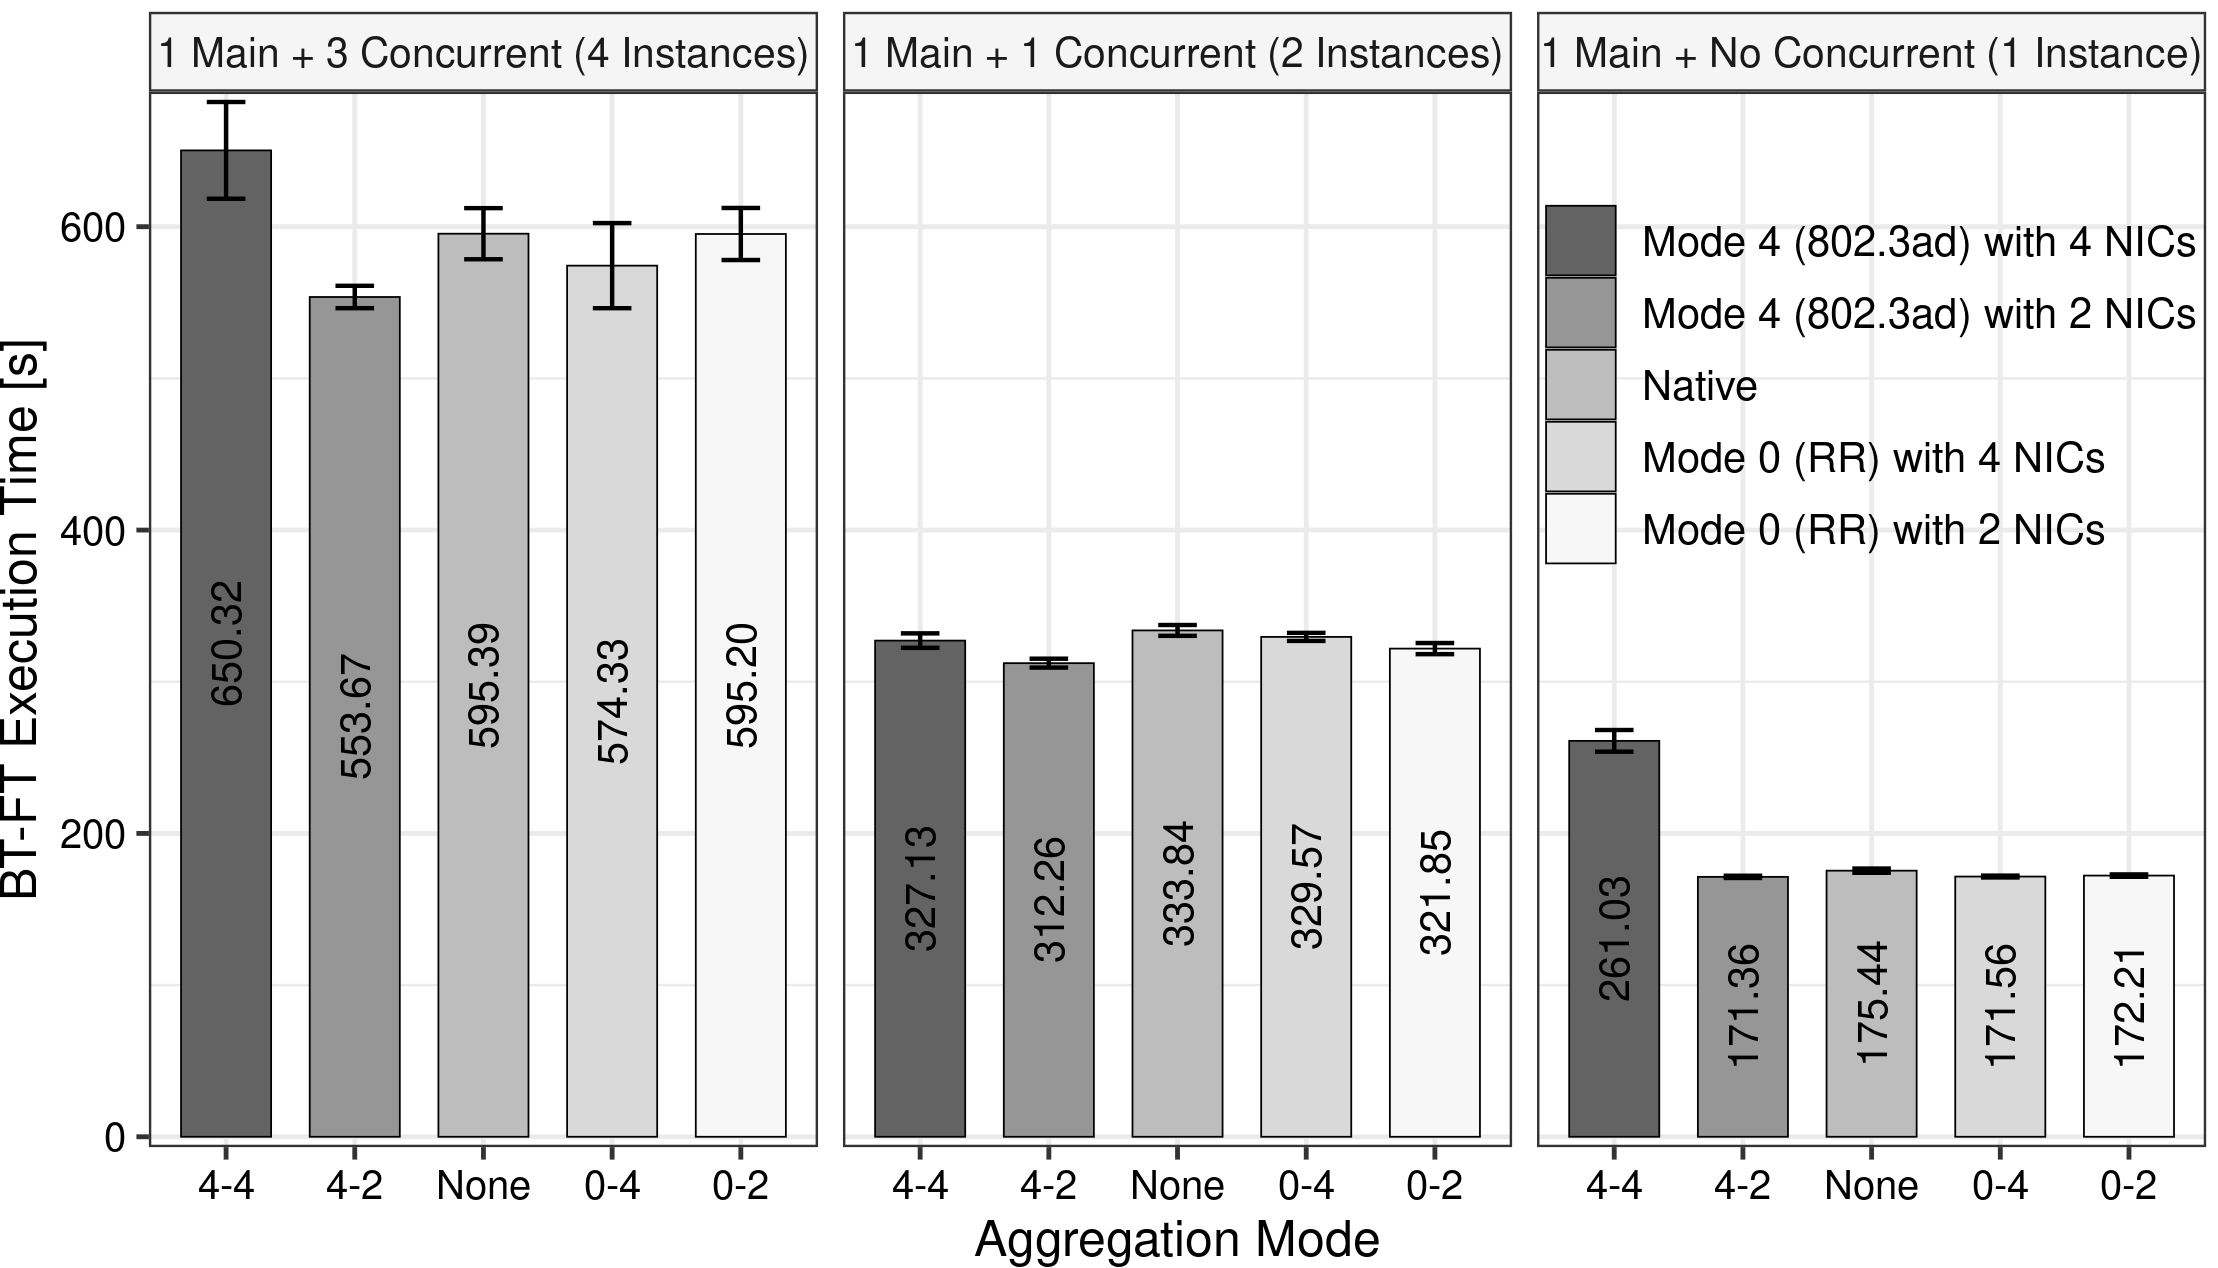 1 Main + 3 Concurrent (4 Instances)
1 Main + 1 Concurrent (2 Instances)
1 Main + No Concurrent (1 Instance)
BT-FT Execution Time [s]
600
400
200
0
650.32
553.67
595.39
574.33
595.20
327.13
312.26
333.84
329.57
321.85
261.03
171.36
175.44
171.56
172.21
Mode 4 (802.3ad) with 4 NICs
Mode 4 (802.3ad) with 2 NICs
Native
Mode 0 (RR) with 4 NICs
Mode 0 (RR) with 2 NICs
4-4 4-2 None 0-4 0-2
4-4 4-2 None 0-4 0-2
4-4 4-2 None 0-4 0-2
Aggregation Mode